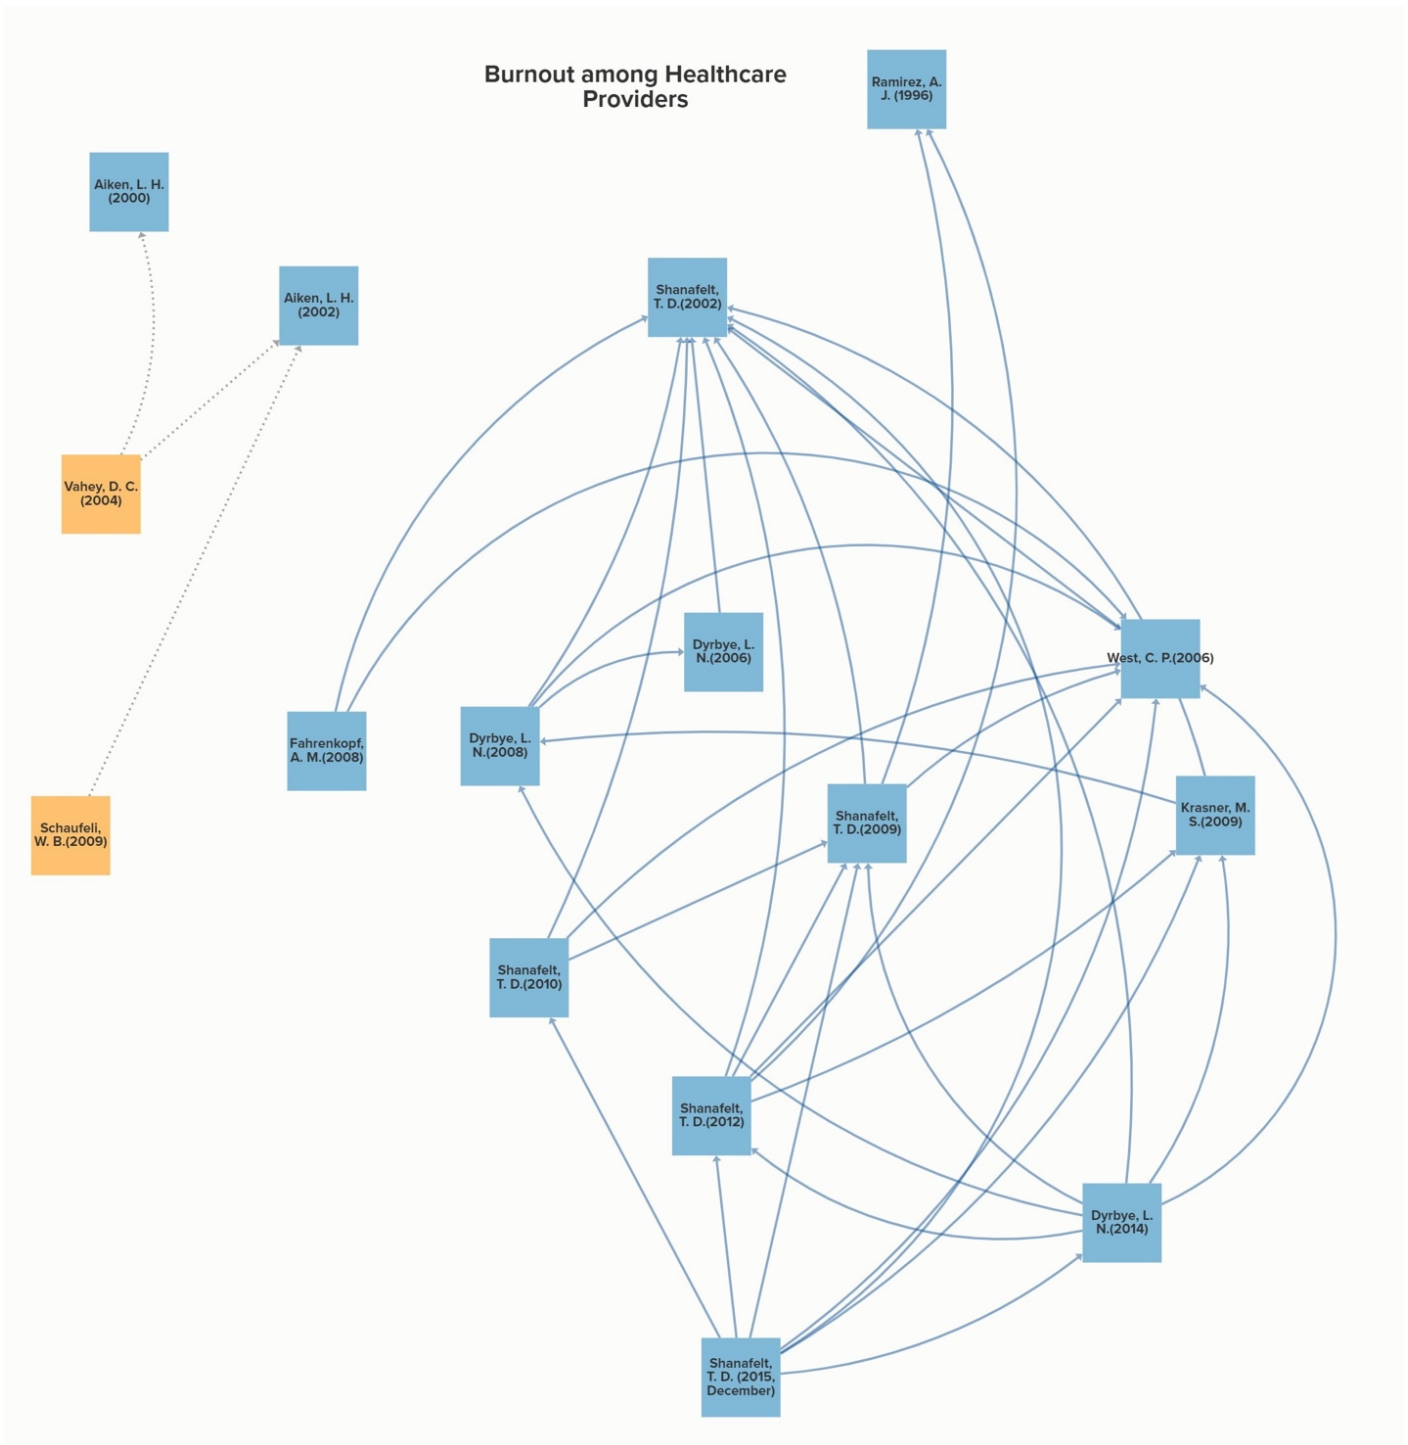 Burnout among Healthcare
Providers
Ramirez, A.
J. (1996)
Aiken, L. H.
(2000)
Aiken, L. H.
(2002)
Shanafelt,
T. D.(2002)
Vahey, D. C.
(2004)
Dyrbye, L.
N.(2006)
West, C. P.(2006)
Fahrenkopf,
A. M.(2008)
Dyrbye, L.
N.(2008)
Schaufeli,
W. B.(2009)
Shanafelt,
T. D.(2009)
Krasner, M.
S.(2009)
Shanafelt,
T. D.(2010)
Shanafelt,
T. D.(2012)
Dyrbye, L.
N.(2014)
Shanafelt,
T. D. (2015,
December)